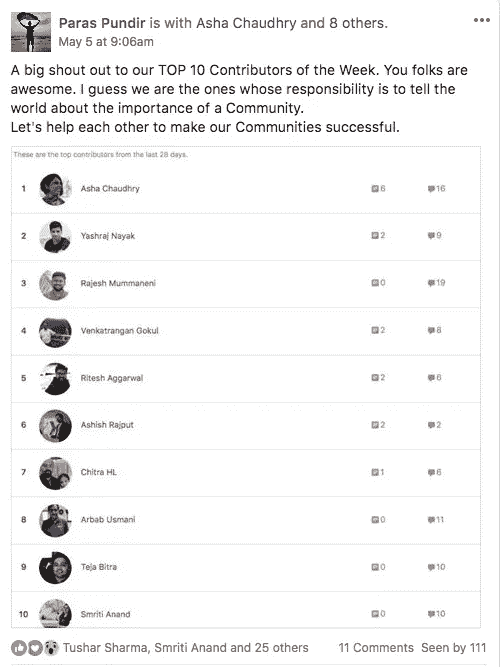 Paras Pundir is with Asha Chaudhry and 8 others.
May 5 at 9:06am
A big shout out to our TOP 10 Contributors of the Week. You folks are
awesome. I guess we are the ones whose responsibility is to tell the
world about the importance of a Community.
Let's help each other to make our Communities successful.
These are the top contributors from the last 28 days.
1 Asha Chaudhry 6 16
2 Yashraj Nayak 2 9
3 Rajesh Mummaneni 0 19
4 Venkatrangan Gokul 2 8
5 Ritesh Aggarwal 2 6
6 Ashish Rajput 2 2
7 Chitra HL 1 6
8 Arbab Usmani 0 11
9 Teja Bitra 0 10
10 Smriti Anand 0 10
Tushar Sharma, Smriti Anand and 25 others 11 Comments Seen by 111